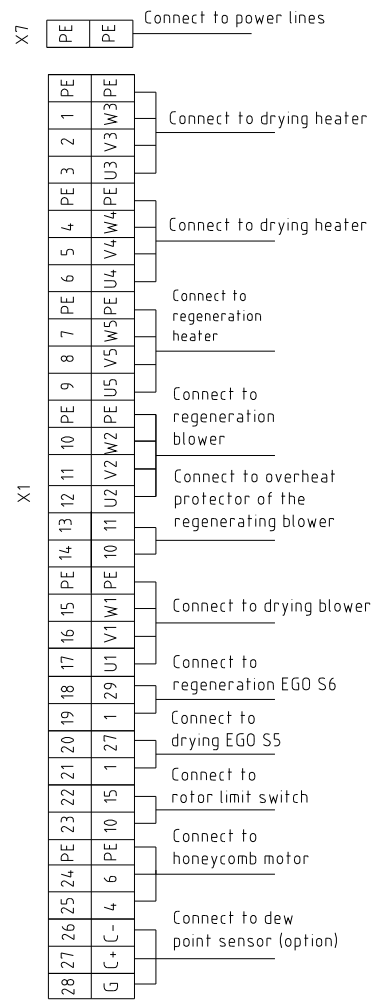 X7
PE PE
Connect to power lines
X1
PE PE
1 W3
2 V3
3 U3
Connect to drying heater
PE PE
4 W4
5 V4
6 U4
Connect to drying heater
PE PE
7 W5
8 V5
9 U5
Connect to
regeneration
heater
PE PE
10 W2
11 V2
12 U2
Connect to
regeneration
blower
13 11
14 10
Connect to overheat
protector of the
regenerating blower
PE PE
15 W1
16 V1
17 U1
Connect to drying blower
18 29
19 1
Connect to
regeneration EGO S6
20 27
21 1
Connect to
drying EGO S5
22 15
23 10
Connect to
rotor limit switch
PE PE
24 6
25 4
Connect to
honeycomb motor
26 C-
27 C+
28 G
Connect to dew
point sensor (option)